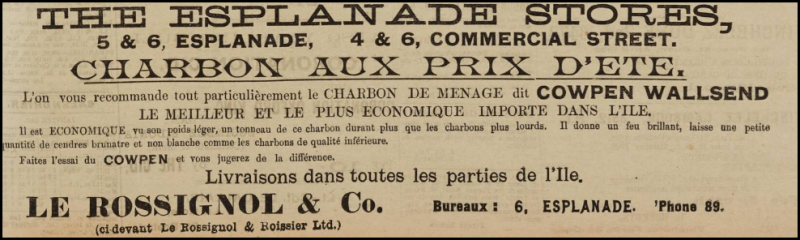 THE ESPLANADE STORES,
5 & 6, ESPLANADE, 4 & 6, COMMERCIAL STREET.
CHARBON AUX PRIX D'ETE.
L'on vous recommande tout particulièrement le CHARBON DE MENAGE dit COWPEN WALLSEND
LE MEILLEUR ET LE PLUS ECONOMIQUE IMPORTE DANS L'ILE.
Il est ECONOMIQUE vu son poids léger, un tonneau de ce charbon durant plus que les charbons plus lourds. Il donne un feu brillant, laisse une petite
quantité de cendres brunatre et non blanche comme les charbons de qualité inférieure.
Faites l'essai du COWPEN et vous jugerez de la différence.
Livraisons dans toutes les parties de l'Ile.
LE ROSSIGNOL & Co. Bureaux: 6, ESPLANADE. 'Phone 89.
(ci-devant Le Rossignol & Roissier Ltd.)